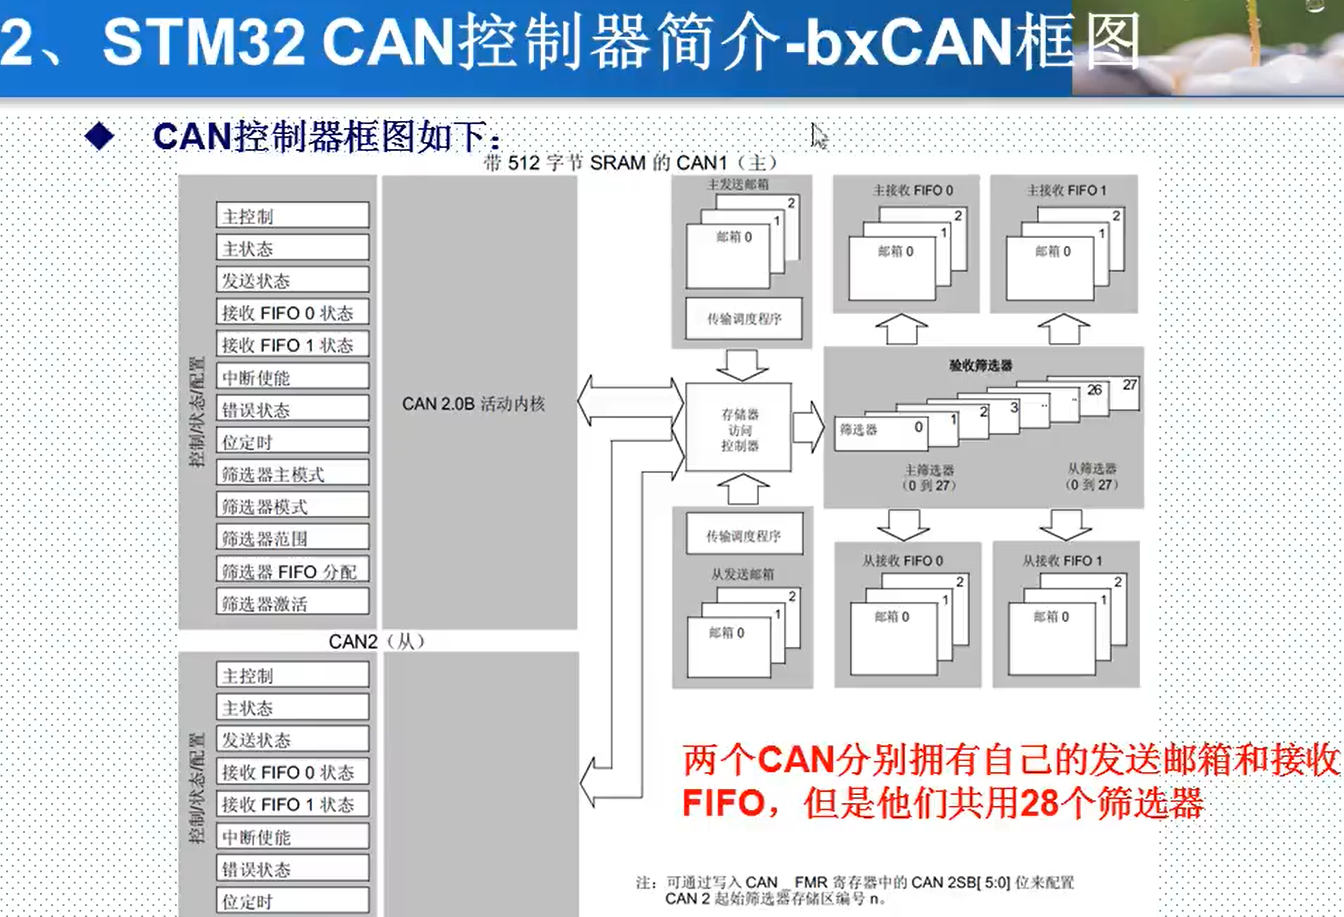 2、STM32 CAN控制器简介-bxCAN框图
◆ CAN控制器框图如下：
带 512 字节 SRAM 的 CAN1（主）
控制/状态/配置
主控制
主状态
发送状态
接收 FIFO 0 状态
接收 FIFO 1 状态
中断使能
错误状态
位定时
筛选器主模式
筛选器模式
筛选器范围
筛选器 FIFO 分配
筛选器激活
CAN 2.0B 活动内核
主发送邮箱
2
1
邮箱 0
传输调度程序
主接收 FIFO 0
2
1
邮箱 0
主接收 FIFO 1
2
1
邮箱 0
存储器
访问
控制器
验收筛选器
筛选器 0 1 2 3 .. .. 26 27
主筛选器
（0 到 27）
从筛选器
（0 到 27）
传输调度程序
从发送邮箱
2
1
邮箱 0
从接收 FIFO 0
2
1
邮箱 0
从接收 FIFO 1
2
1
邮箱 0
CAN2（从）
控制/状态/配置
主控制
主状态
发送状态
接收 FIFO 0 状态
接收 FIFO 1 状态
中断使能
错误状态
位定时
两个CAN分别拥有自己的发送邮箱和接收
FIFO，但是他们共用28个筛选器
注：可通过写入 CAN _ FMR 寄存器中的 CAN 2SB[ 5:0] 位来配置
CAN 2 起始筛选器存储区编号 n。